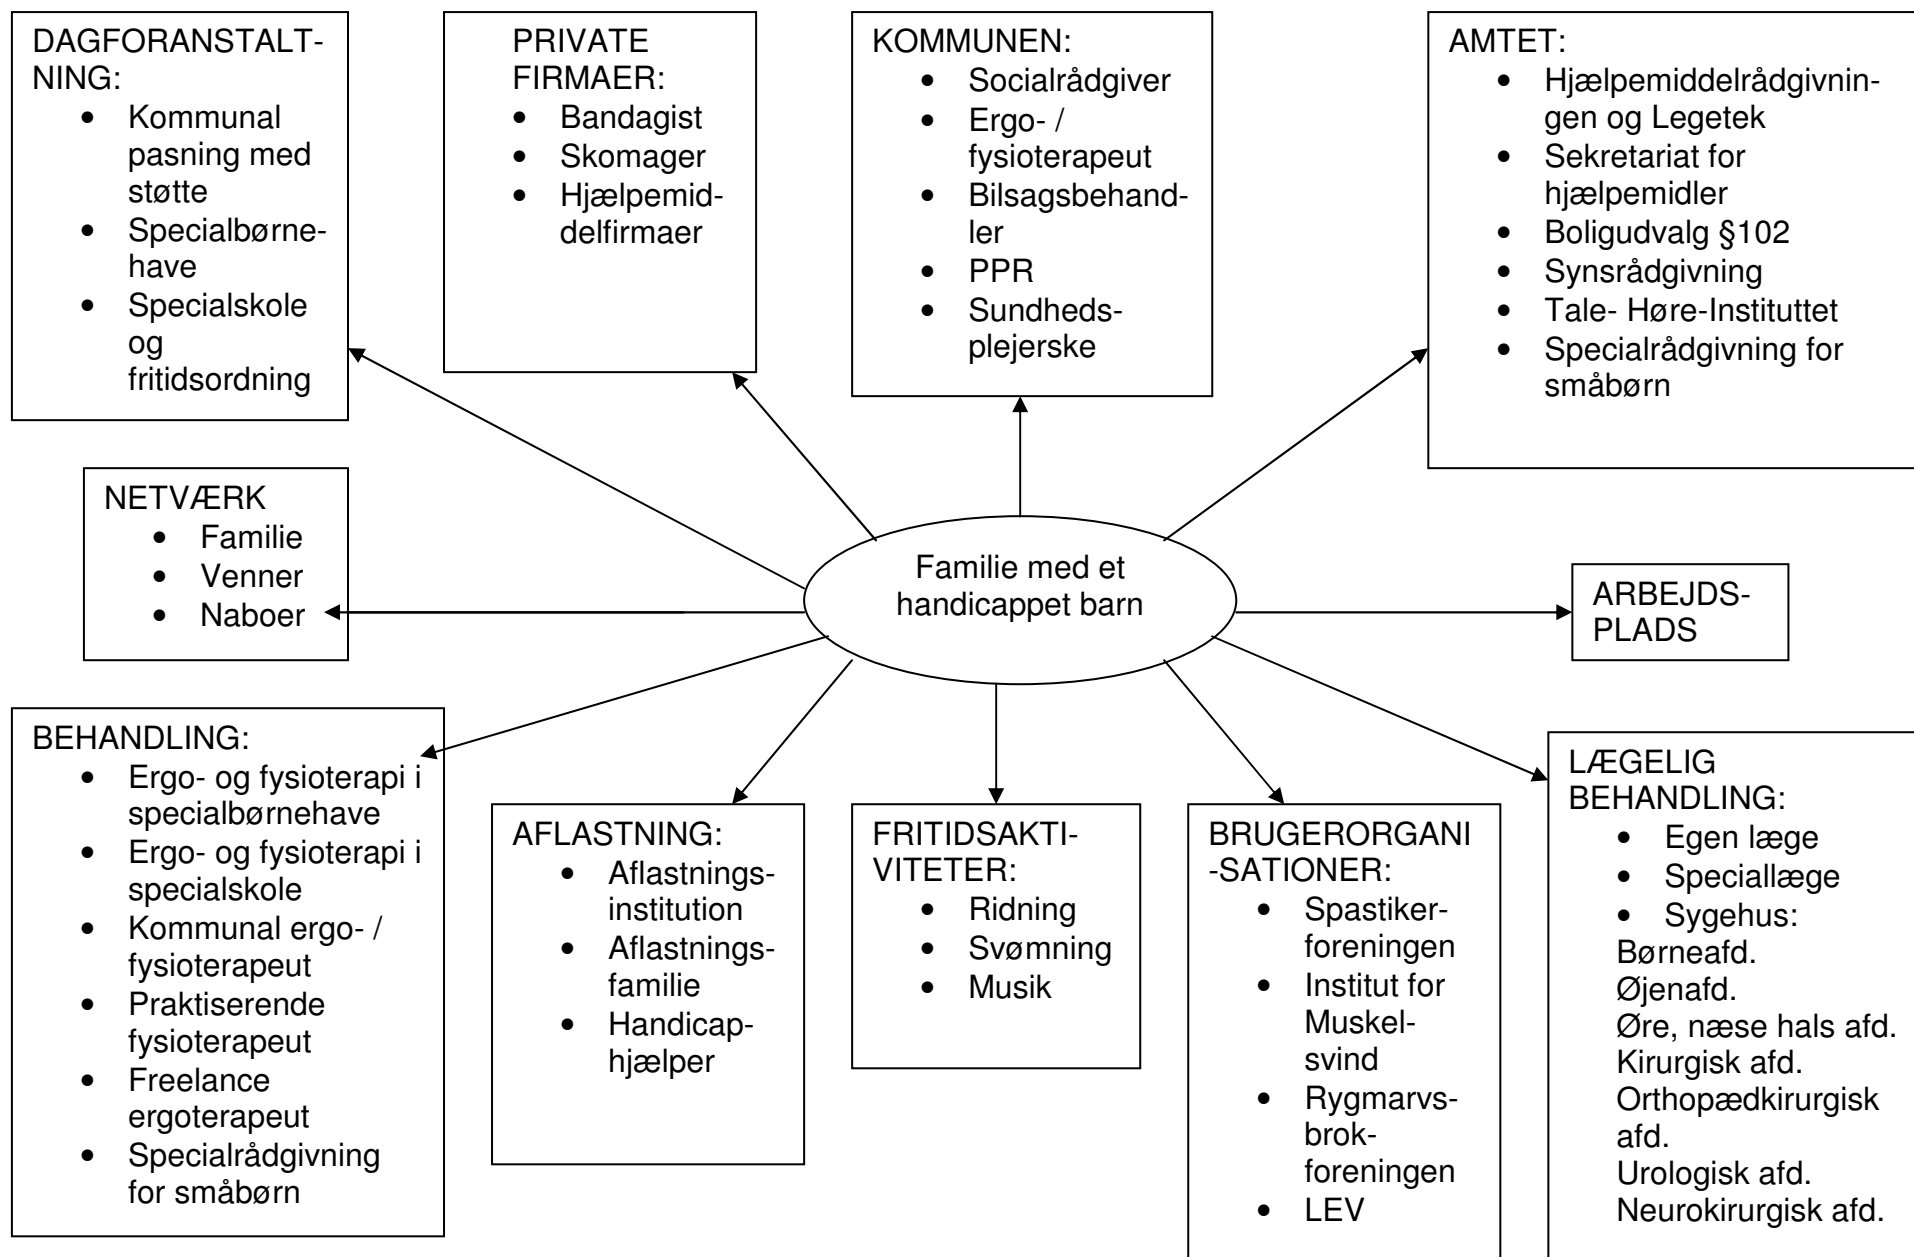 DAGFORANSTALT-
NING:
• Kommunal
pasning med
støtte
• Specialbørne-
have
• Specialskole
og
fritidsordning
PRIVATE
FIRMAER:
• Bandagist
• Skomager
• Hjælpemid-
delfirmaer
KOMMUNEN:
• Socialrådgiver
• Ergo- /
fysioterapeut
• Bilsagsbehand-
ler
• PPR
• Sundheds-
plejerske
AMTET:
• Hjælpemiddelrådgivnin-
gen og Legetek
• Sekretariat for
hjælpemidler
• Boligudvalg §102
• Synsrådgivning
• Tale- Høre-Instituttet
• Specialrådgivning for
småbørn
NETVÆRK
• Familie
• Venner
• Naboer
Familie med et
handicappet barn
ARBEJDS-
PLADS
BEHANDLING:
• Ergo- og fysioterapi i
specialbørnehave
• Ergo- og fysioterapi i
specialskole
• Kommunal ergo- /
fysioterapeut
• Praktiserende
fysioterapeut
• Freelance
ergoterapeut
• Specialrådgivning
for småbørn
AFLASTNING:
• Aflastnings-
institution
• Aflastnings-
familie
• Handicap-
hjælper
FRITIDSAKTI-
VITETER:
• Ridning
• Svømning
• Musik
BRUGERORGANI
-SATIONER:
• Spastiker-
foreningen
• Institut for
Muskel-
svind
• Rygmarvs-
brok-
foreningen
• LEV
LÆGELIG
BEHANDLING:
• Egen læge
• Speciallæge
• Sygehus:
Børneafd.
Øjenafd.
Øre, næse hals afd.
Kirurgisk afd.
Orthopædkirurgisk
afd.
Urologisk afd.
Neurokirurgisk afd.